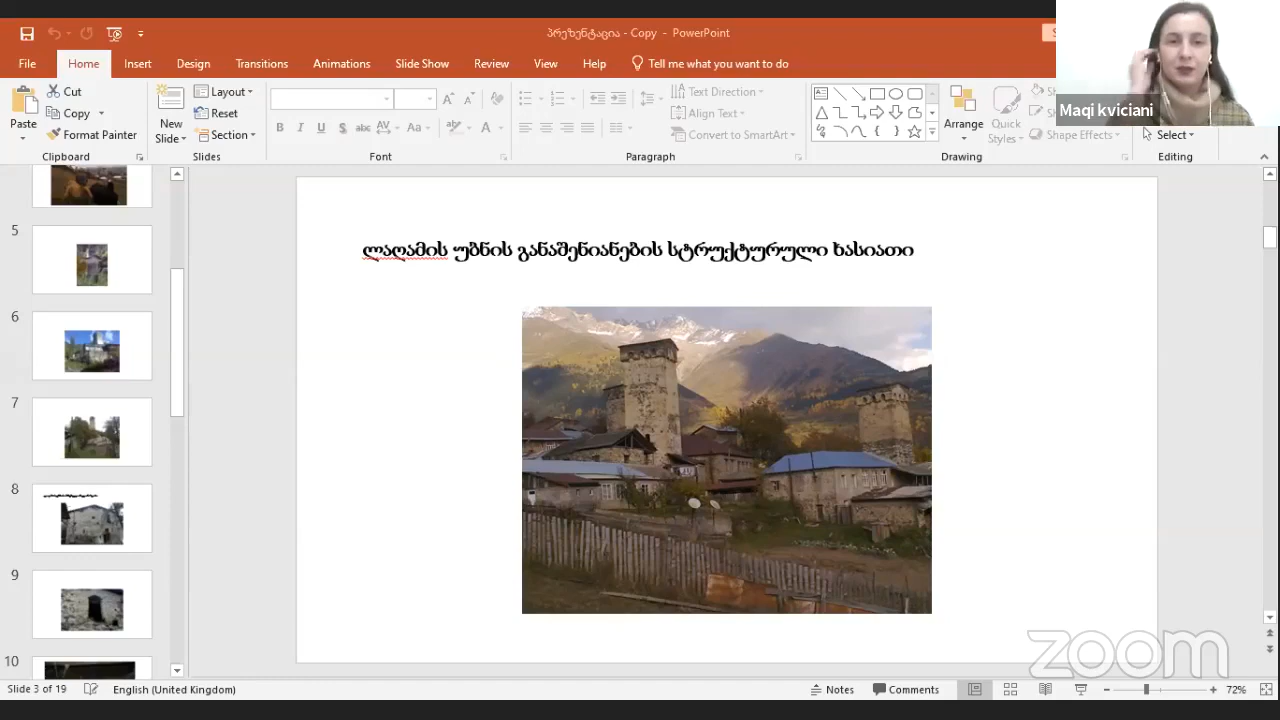 პრეზენტაცია - Copy - PowerPoint
File Home Insert Design Transitions Animations Slide Show Review View Help Tell me what you want to do
Paste
Cut
Copy
Format Painter
Clipboard
New
Slide
Layout
Reset
Section
Slides
B I U S abc AV Aa A
Font
Text Direction
Align Text
Convert to SmartArt
Paragraph
Arrange
Quick
Styles
Shape Effects
Drawing
Select
Editing
Maqi kviciani
5
6
7
8
9
10
ლაღამის უბნის განაშენიანების სტრუქტურული ხასიათი
zoom
Slide 3 of 19 English (United Kingdom) Notes Comments 72%